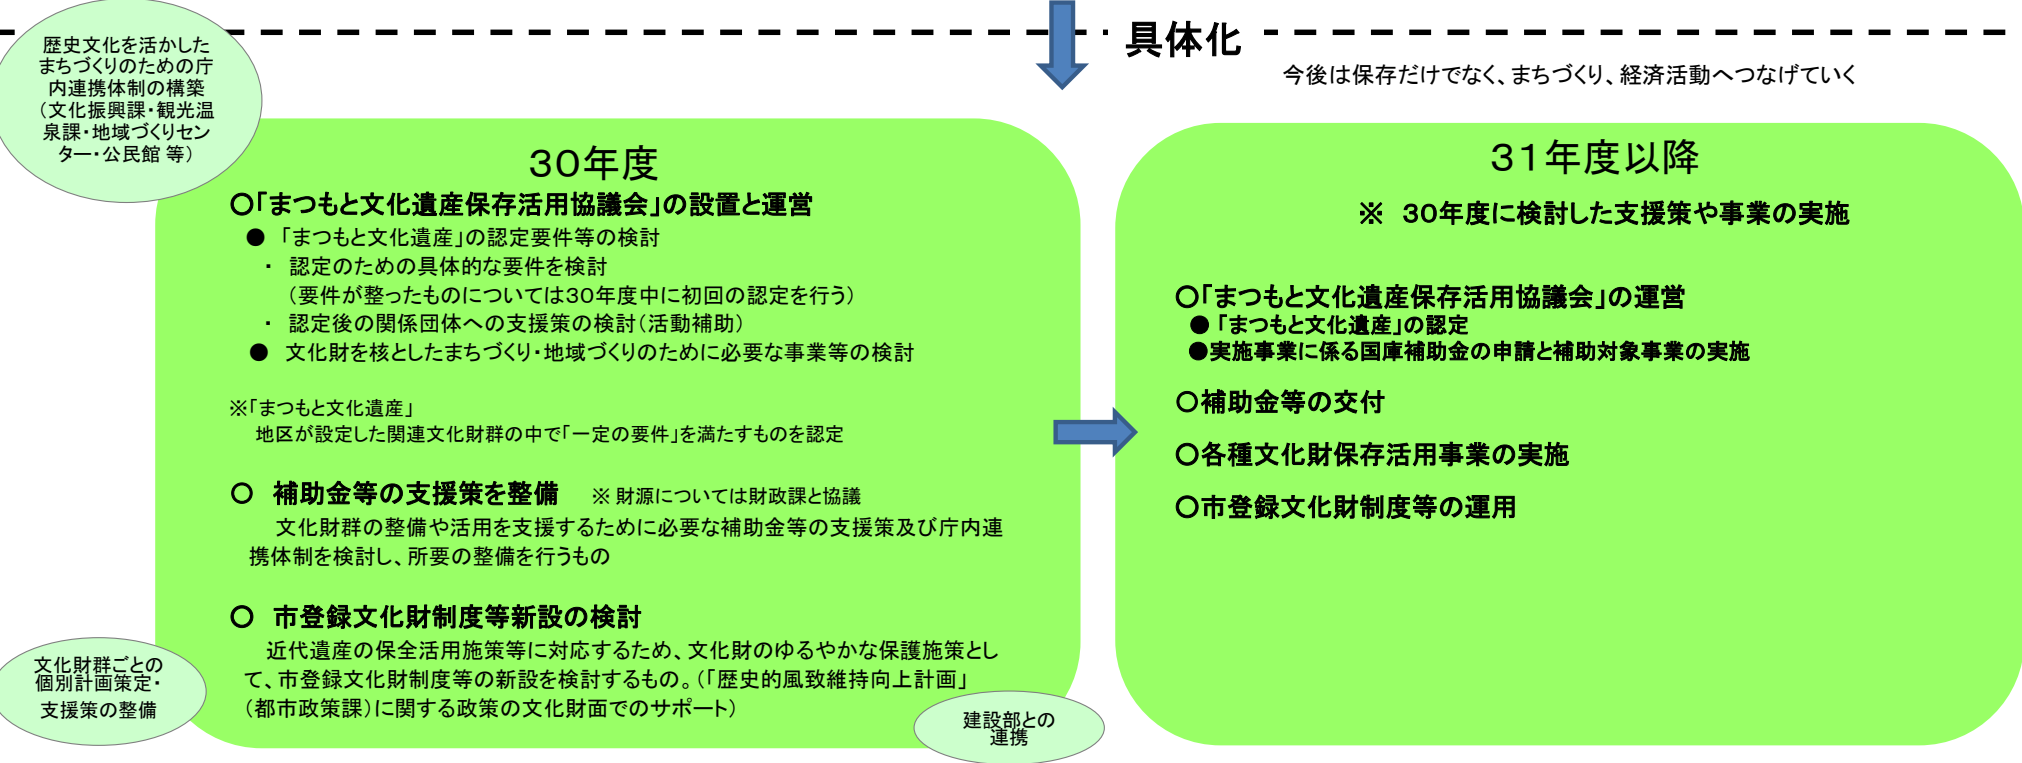 具体化
今後は保存だけでなく、まちづくり、経済活動へつなげていく
歴史文化を活かした
まちづくりのための庁
内連携体制の構築
（文化振興課・観光温
泉課・地域づくりセン
ター・公民館 等）
３０年度
○「まつもと文化遺産保存活用協議会」の設置と運営
● 「まつもと文化遺産」の認定要件等の検討
・ 認定のための具体的な要件を検討
（要件が整ったものについては３０年度中に初回の認定を行う）
・ 認定後の関係団体への支援策の検討（活動補助）
● 文化財を核としたまちづくり・地域づくりのために必要な事業等の検討
※「まつもと文化遺産」
地区が設定した関連文化財群の中で「一定の要件」を満たすものを認定
○ 補助金等の支援策を整備 ※ 財源については財政課と協議
文化財群の整備や活用を支援するために必要な補助金等の支援策及び庁内連
携体制を検討し、所要の整備を行うもの
○ 市登録文化財制度等新設の検討
近代遺産の保全活用施策等に対応するため、文化財のゆるやかな保護施策とし
て、市登録文化財制度等の新設を検討するもの。（「歴史的風致維持向上計画」
（都市政策課）に関する政策の文化財面でのサポート）
文化財群ごとの
個別計画策定・
支援策の整備
建設部との
連携
３１年度以降
※ ３０年度に検討した支援策や事業の実施
○「まつもと文化遺産保存活用協議会」の運営
●「まつもと文化遺産」の認定
●実施事業に係る国庫補助金の申請と補助対象事業の実施
○補助金等の交付
○各種文化財保存活用事業の実施
○市登録文化財制度等の運用